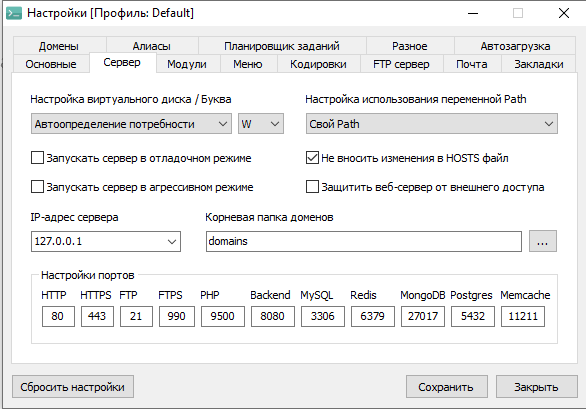 Настройки [Профиль: Default]
Домены Алиасы Планировщик заданий Разное Автозагрузка
Основные Сервер Модули Меню Кодировки FTP сервер Почта Закладки
Настройка виртуального диска / Буква Настройка использования переменной Path
Автоопределение потребности W Свой Path
Запускать сервер в отладочном режиме Не вносить изменения в HOSTS файл
Запускать сервер в агрессивном режиме Защитить веб-сервер от внешнего доступа
IP-адрес сервера Корневая папка доменов
127.0.0.1 domains ...
Настройки портов
HTTP HTTPS FTP FTPS PHP Backend MySQL Redis MongoDB Postgres Memcache
80 443 21 990 9500 8080 3306 6379 27017 5432 11211
Сбросить настройки Сохранить Закрыть